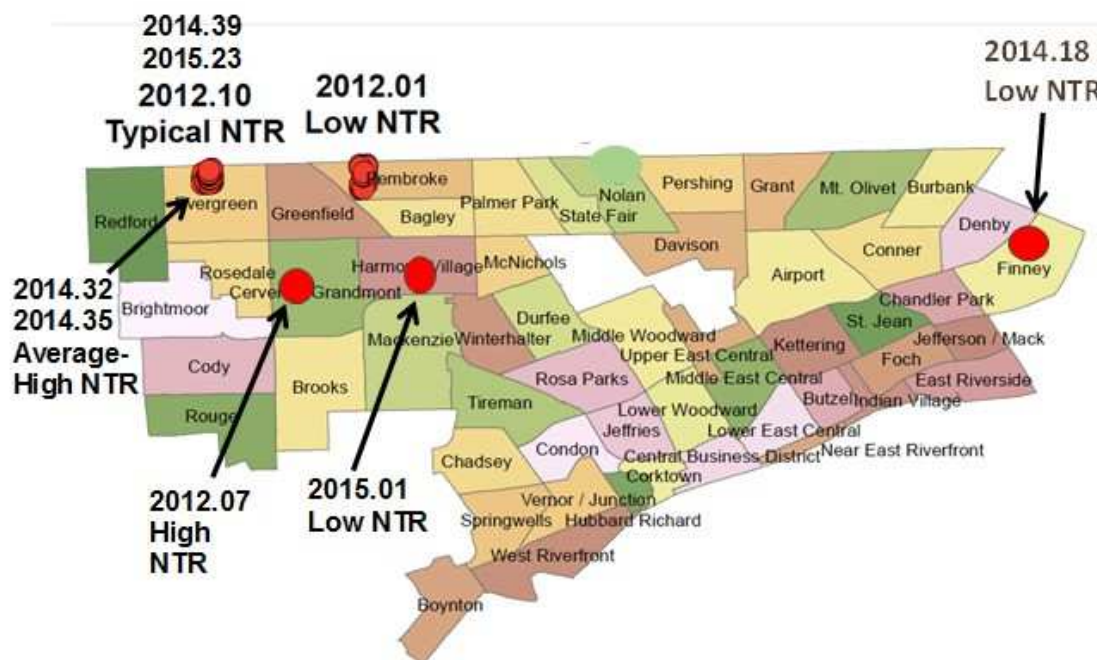 2014.39
2015.23
2012.10
Typical NTR
2012.01
Low NTR
2014.18
Low NTR
Redford
Evergreen
Greenfield
Pembroke
Bagley
Palmer Park
State Fair
Nolan
Pershing
Grant
Mt. Olivet
Burbank
Denby
Finney
Davison
Conner
Airport
Rosedale
Brightmoor
Grandmont
Harmony Village
McNichols
2014.32
2014.35
Average-
High NTR
Chandler Park
St. Jean
Durfee
Mackenzie
Winterhalter
Middle Woodward
Upper East Central
Kettering
Jefferson / Mack
Foch
Cody
Brooks
Rosa Parks
Middle East Central
Butzel
Indian Village
East Riverside
Rouge
Tireman
Lower Woodward
Jeffries
Lower East Central
Near East Riverfront
Condon
Central Business District
Chadsey
Corktown
2012.07
High
NTR
2015.01
Low NTR
Vernor / Junction
Springwells
Hubbard Richard
West Riverfront
Boynton